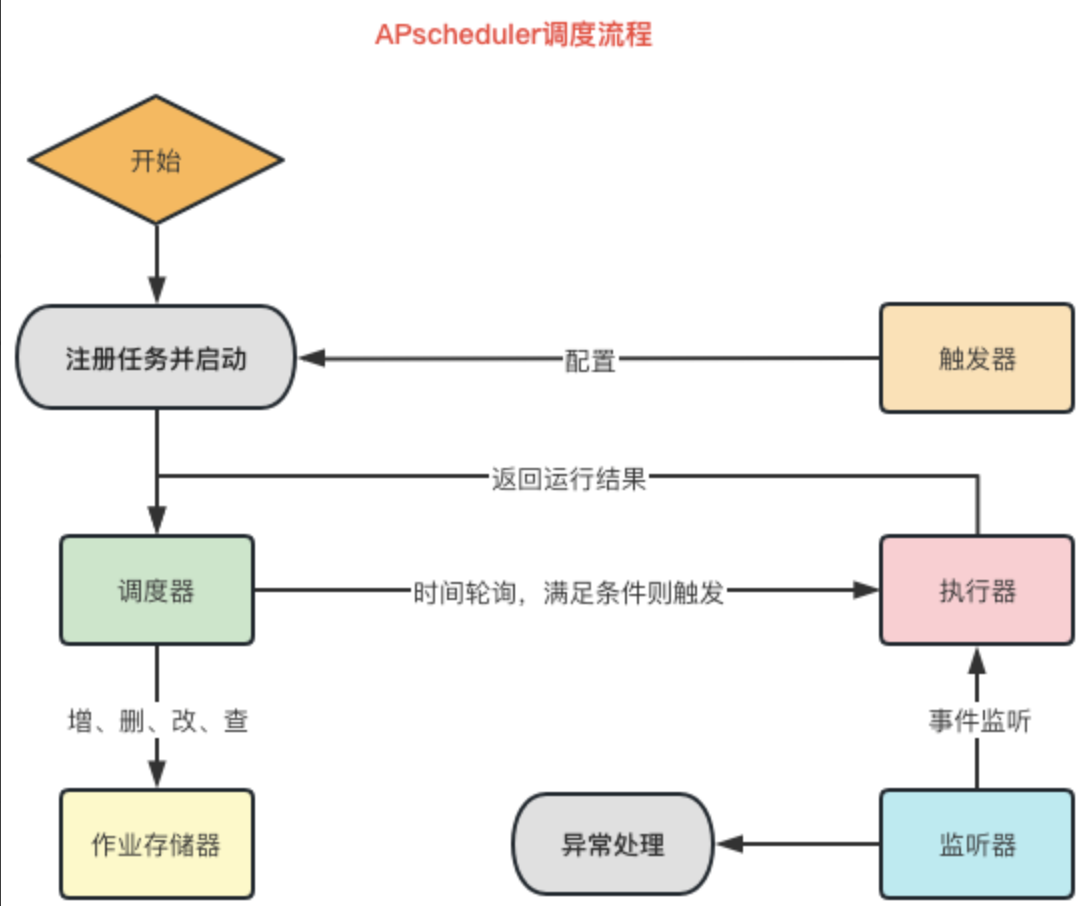 APscheduler调度流程
开始
注册任务并启动
配置
触发器
返回运行结果
调度器
时间轮询，满足条件则触发
执行器
增、删、改、查
事件监听
作业存储器
异常处理
监听器